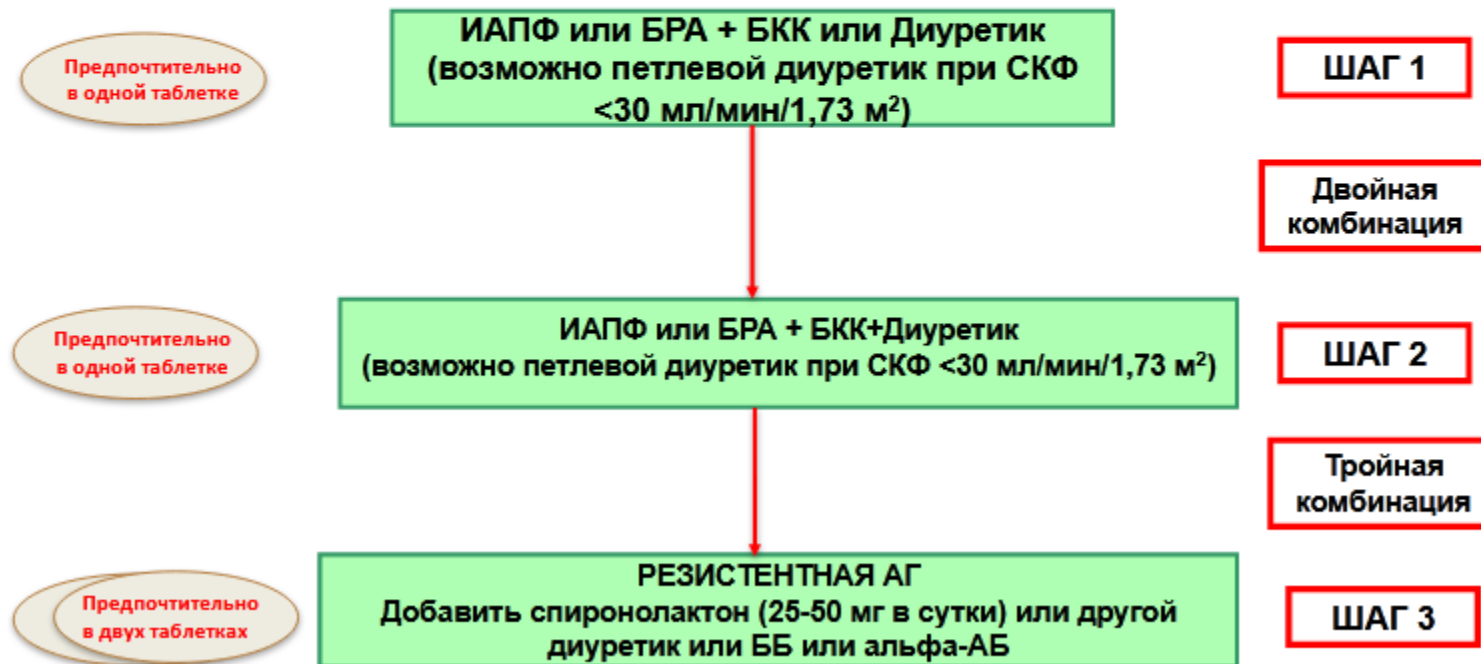 Предпочтительно
в одной таблетке
ИАПФ или БРА + БКК или Диуретик
(возможно петлевой диуретик при СКФ
<30 мл/мин/1,73 м²)
ШАГ 1
Двойная
комбинация
Предпочтительно
в одной таблетке
ИАПФ или БРА + БКК+Диуретик
(возможно петлевой диуретик при СКФ <30 мл/мин/1,73 м²)
ШАГ 2
Тройная
комбинация
Предпочтительно
в двух таблетках
РЕЗИСТЕНТНАЯ АГ
Добавить спиронолактон (25-50 мг в сутки) или другой
диуретик или ББ или альфа-АБ
ШАГ 3